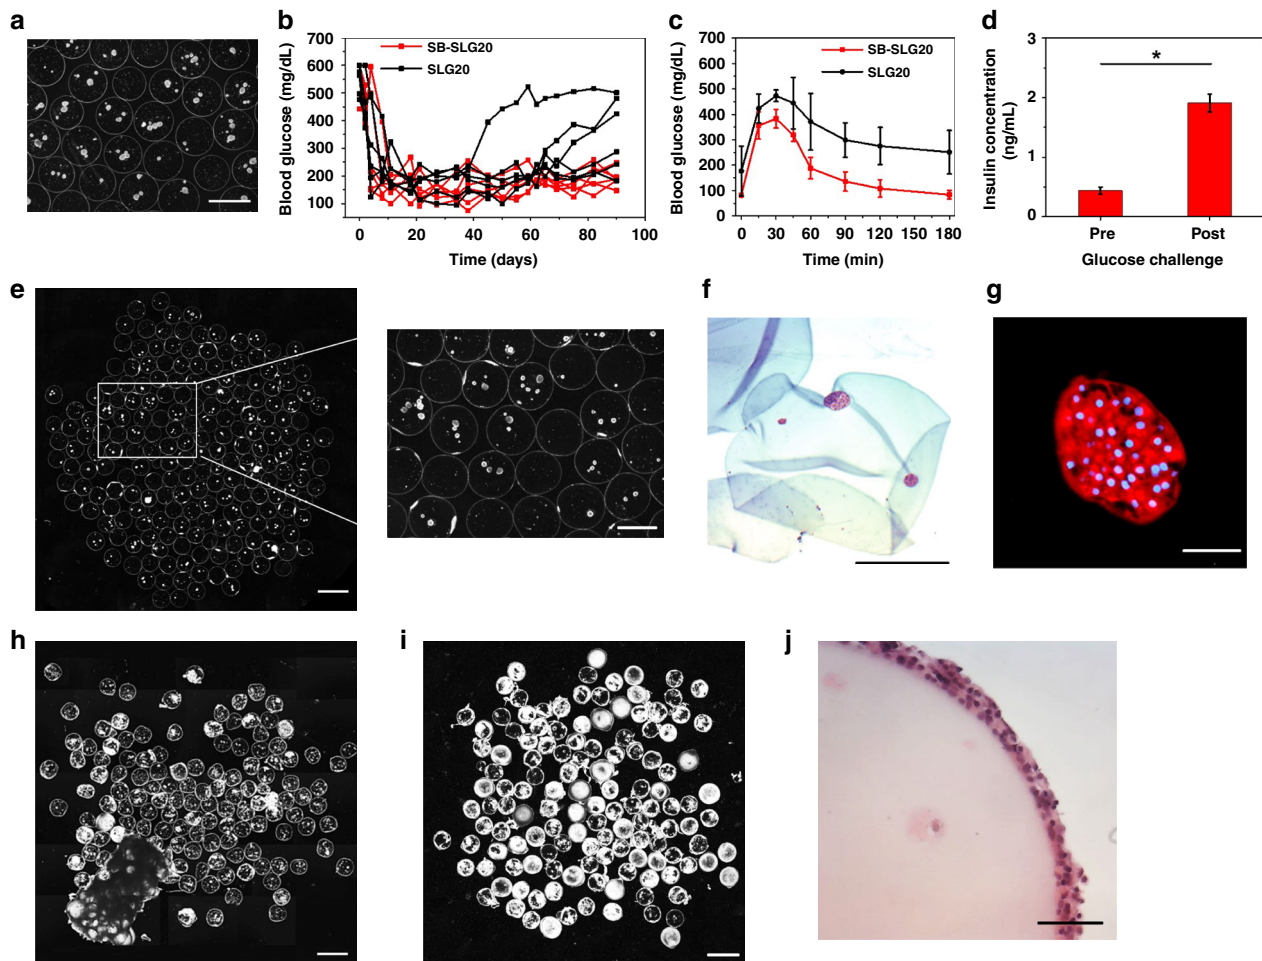 a
b
700
600
500
400
300
200
100
0
20
40
60
80
100
Blood glucose (mg/dL)
Time (days)
SB-SLG20
SLG20
c
700
600
500
400
300
200
100
0
0
30
60
90
120
150
180
Blood glucose (mg/dL)
Time (min)
SB-SLG20
SLG20
d
3
2
1
0
Insulin concentration
(ng/mL)
*
Pre
Post
Glucose challenge
e
f
g
h
i
j